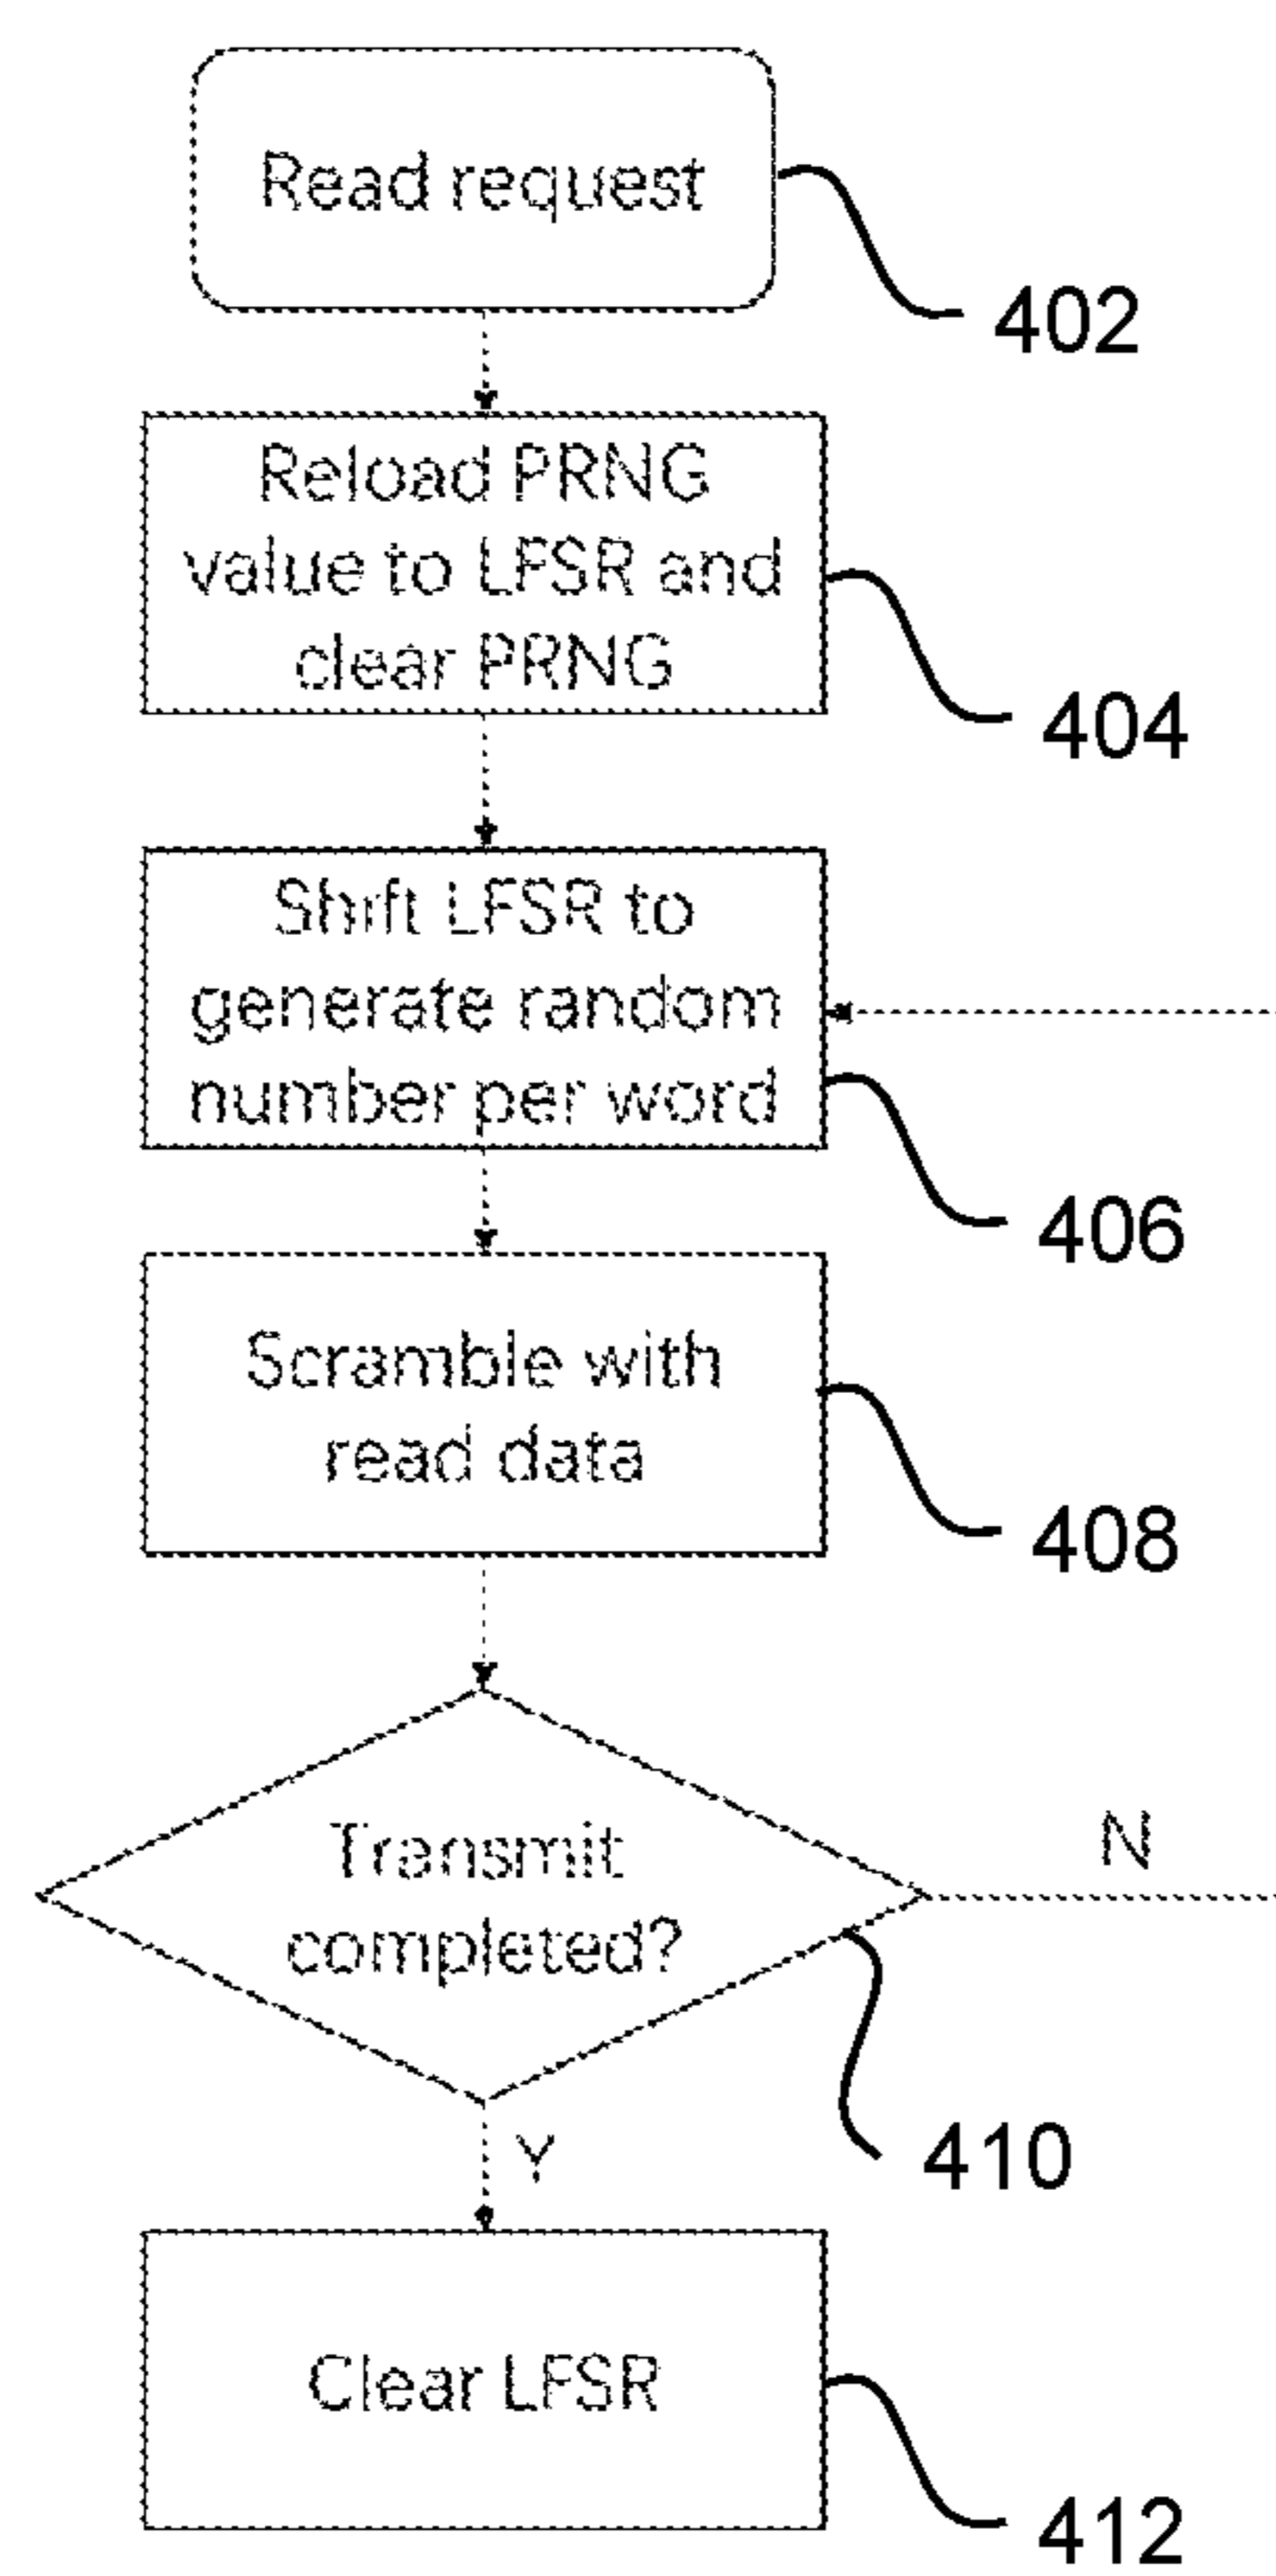 Read request
402
Reload PRNG
value to LFSR and
clear PRNG
404
Shift LFSR to
generate random
number per word
406
Scramble with
read data
408
Transmit
completed?
N
410
Y
Clear LFSR
412